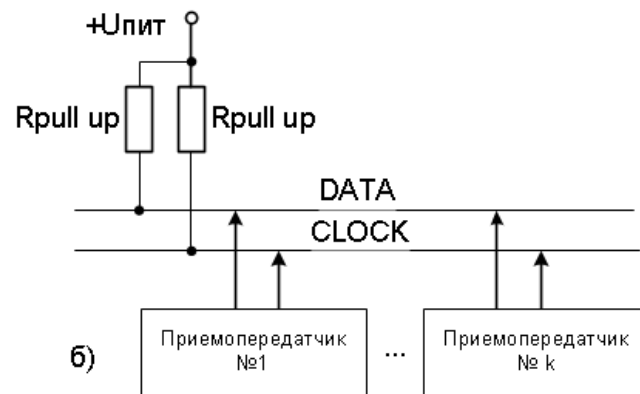 +Uпит
Rpull up
Rpull up
DATA
CLOCK
Приемопередатчик
№1
...
Приемопередатчик
№ k
б)